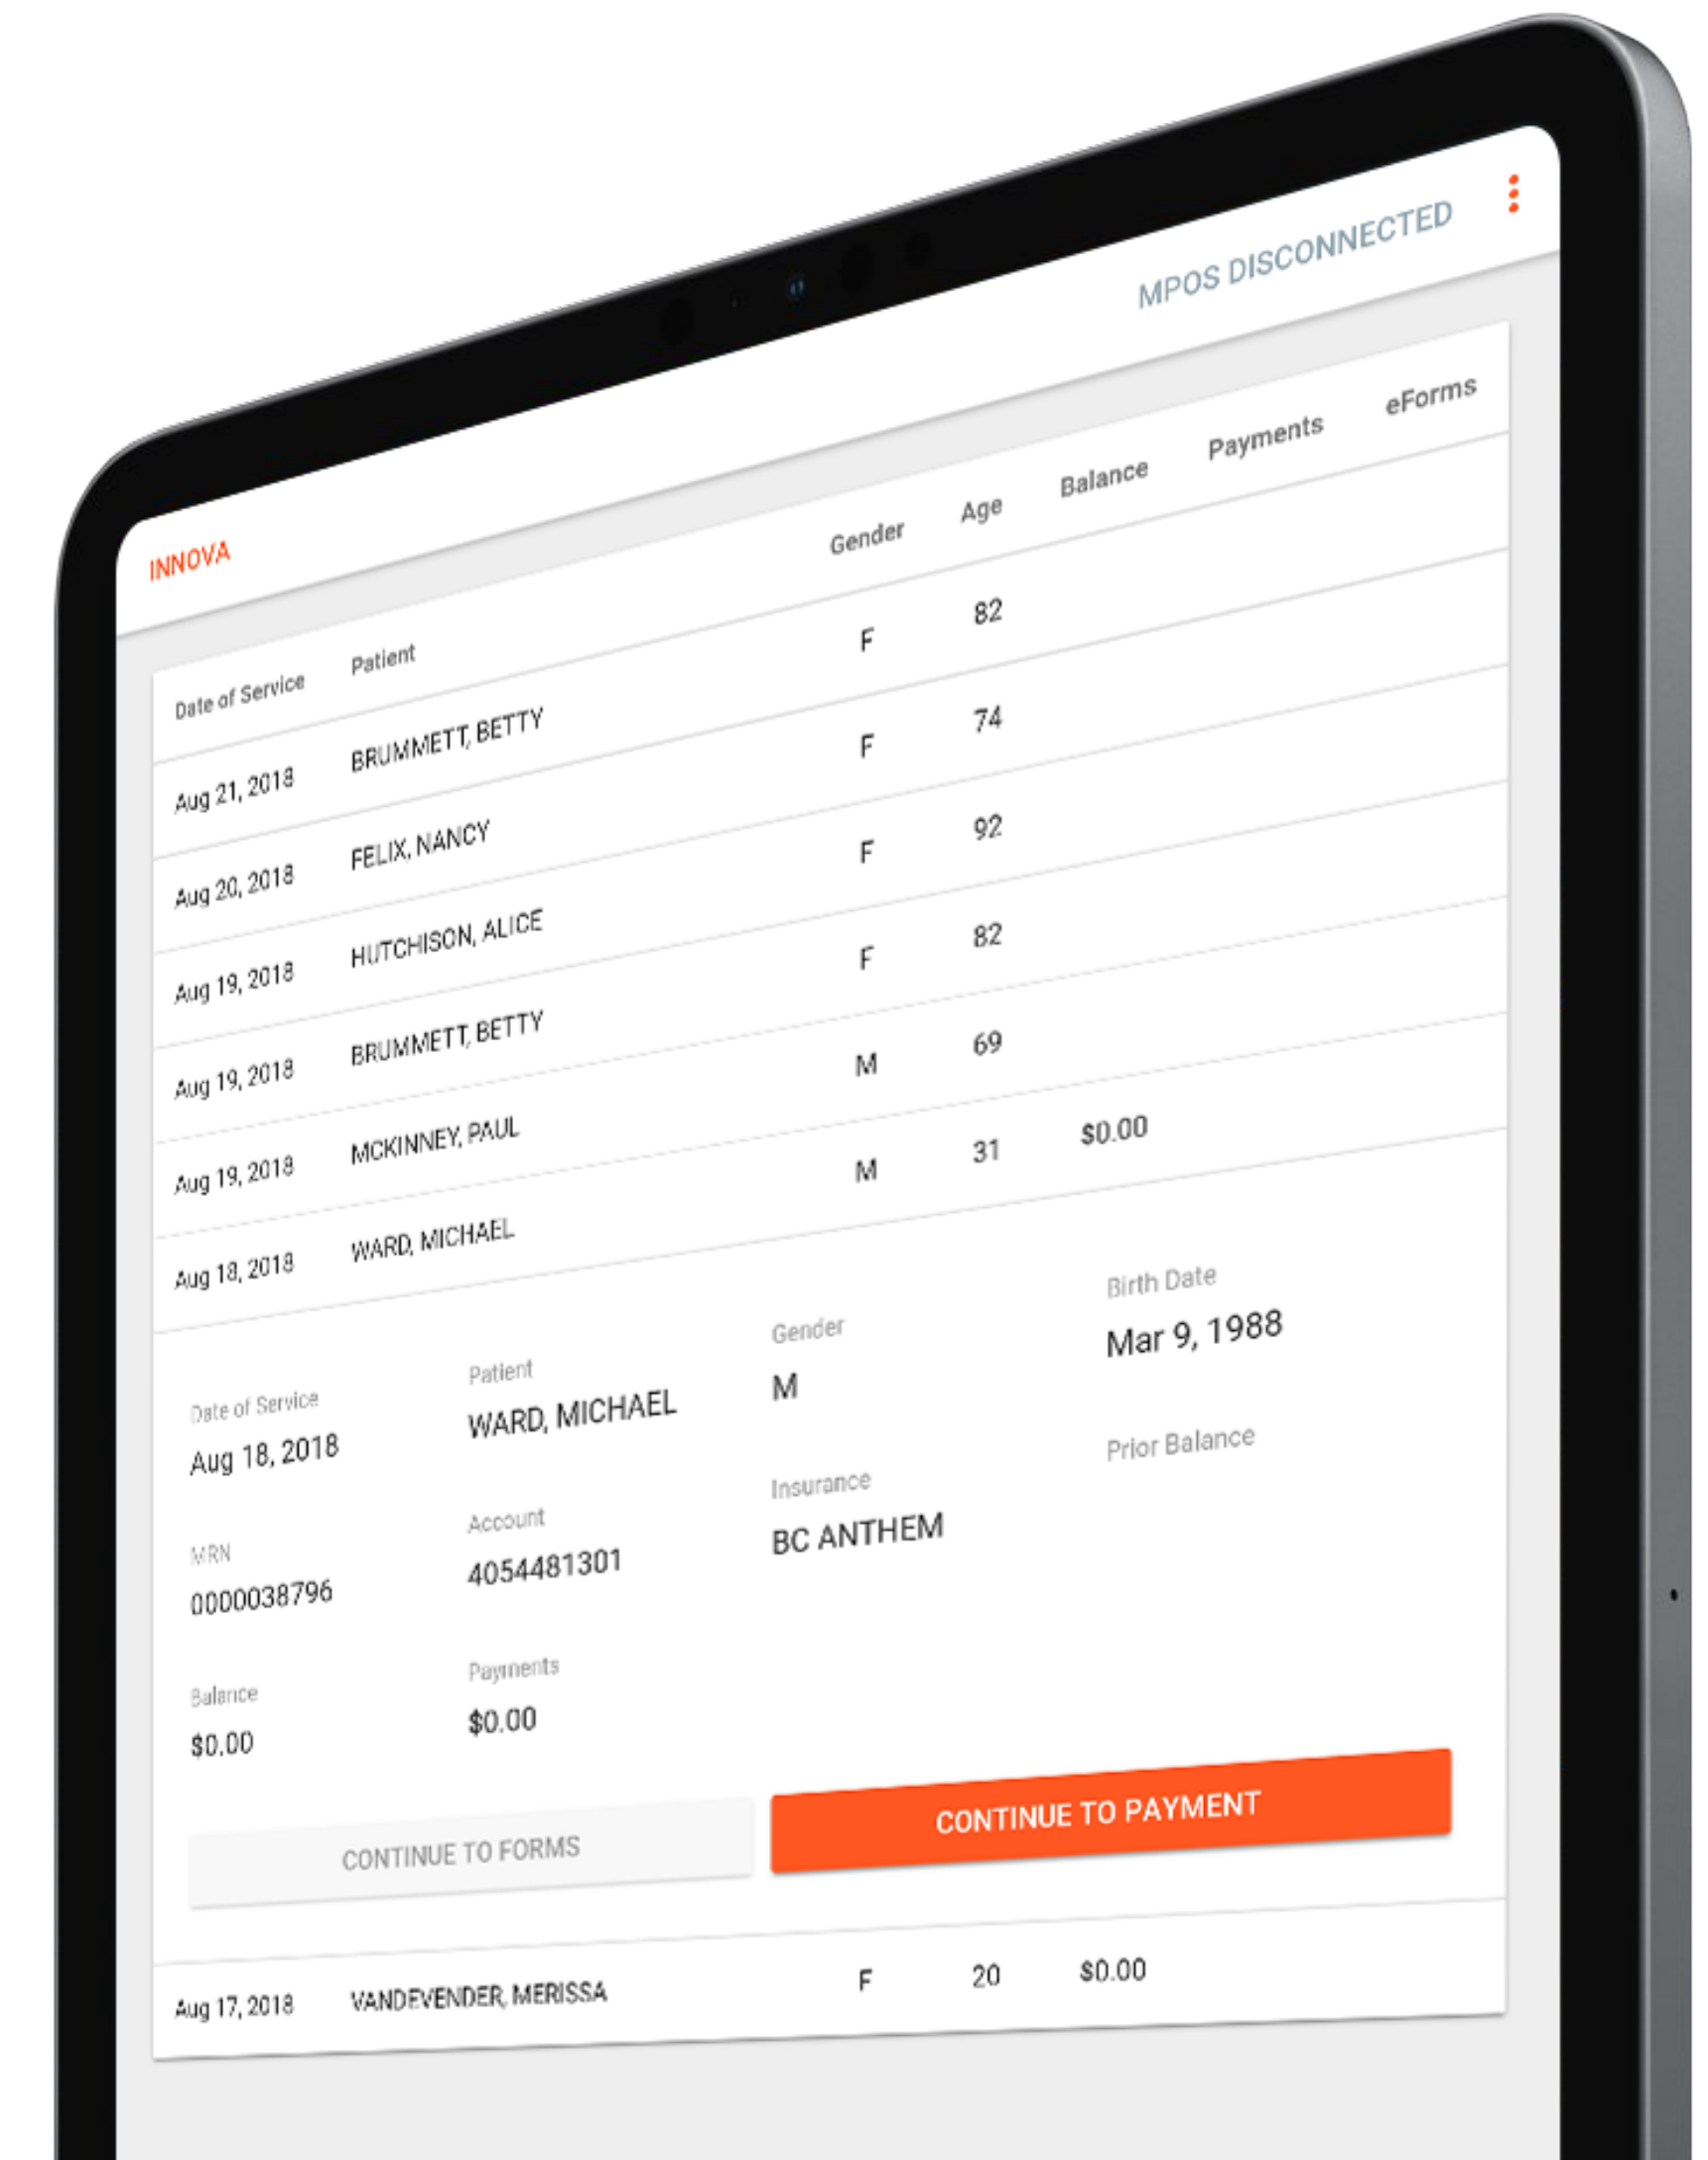 INNOVA MPOS DISCONNECTED
Date of Service Patient Gender Age Balance Payments eForms
Aug 21, 2018 BRUMMETT, BETTY F 82
Aug 20, 2018 FELIX, NANCY F 74
Aug 19, 2018 HUTCHISON, ALICE F 92
Aug 19, 2018 BRUMMETT, BETTY F 82
Aug 19, 2018 MCKINNEY, PAUL M 69
Aug 18, 2018 WARD, MICHAEL M 31 $0.00
Date of Service Patient Gender Birth Date
Aug 18, 2018 WARD, MICHAEL M Mar 9, 1988
MRN Account Insurance Prior Balance
0000038796 4054481301 BC ANTHEM
Balance Payments
$0.00 $0.00
CONTINUE TO FORMS CONTINUE TO PAYMENT
Aug 17, 2018 VANDEVENDER, MERISSA F 20 $0.00